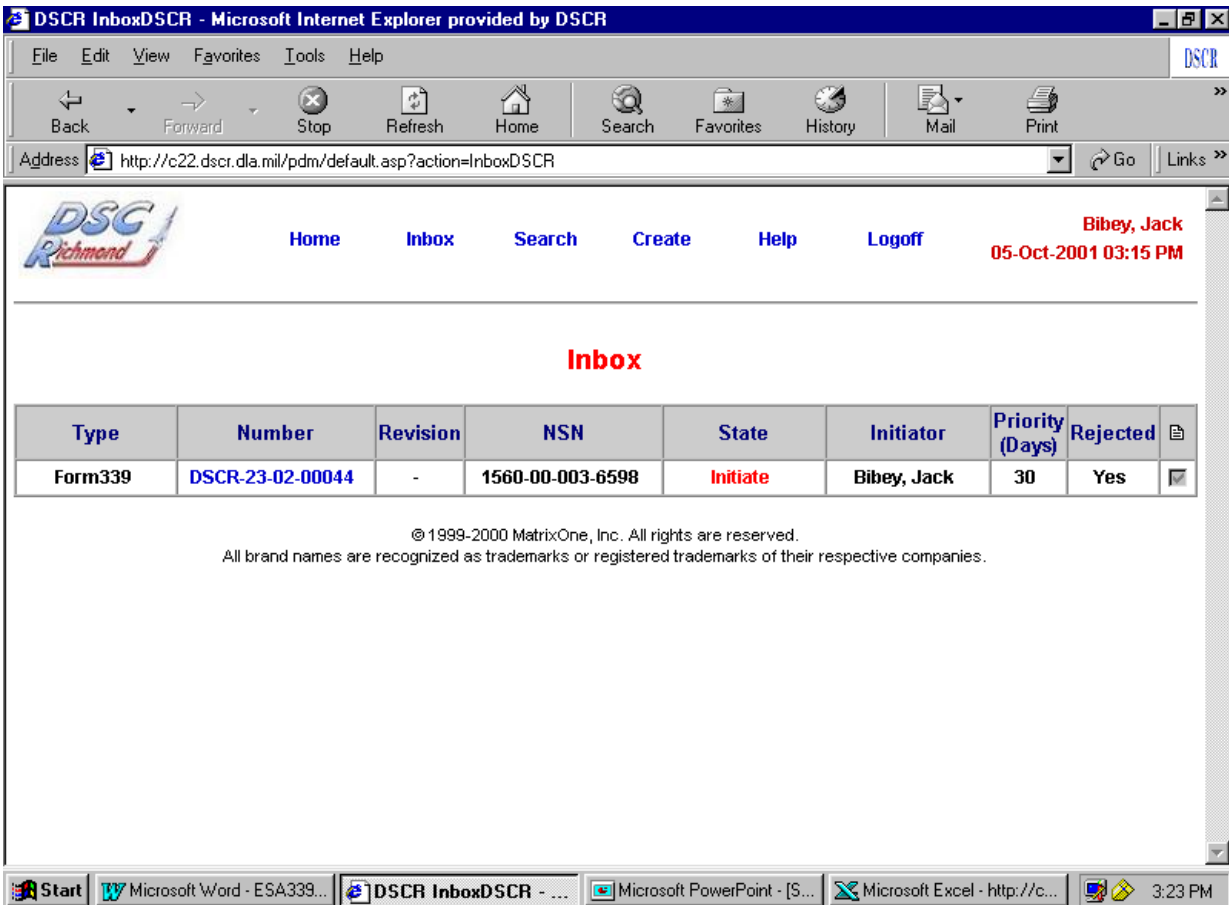 DSCR InboxDSCR - Microsoft Internet Explorer provided by DSCR
File Edit View Favorites Tools Help DSCR
Back Forward Stop Refresh Home Search Favorites History Mail Print »
Address http://c22.dscr.dla.mil/pdm/default.asp?action=InboxDSCR Go Links »
DSC Richmond
Home Inbox Search Create Help Logoff
Bibey, Jack
05-Oct-2001 03:15 PM
Inbox
Type Number Revision NSN State Initiator Priority (Days) Rejected
Form339 DSCR-23-02-00044 - 1560-00-003-6598 Initiate Bibey, Jack 30 Yes
© 1999-2000 MatrixOne, Inc. All rights are reserved.
All brand names are recognized as trademarks or registered trademarks of their respective companies.
Start Microsoft Word - ESA339... DSCR InboxDSCR - ... Microsoft PowerPoint - [S... Microsoft Excel - http://c... 3:23 PM